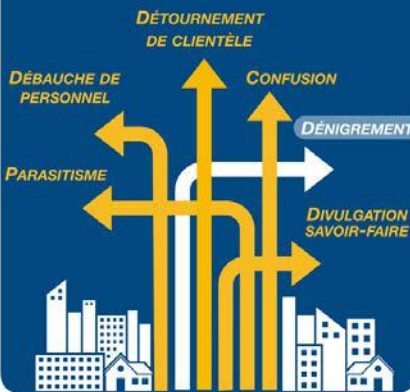 DÉTOURNEMENT
DE CLIENTÈLE
DÉBAUCHE DE
PERSONNEL
CONFUSION
DÉNIGREMENT
PARASITISME
DIVULGATION
SAVOIR-FAIRE